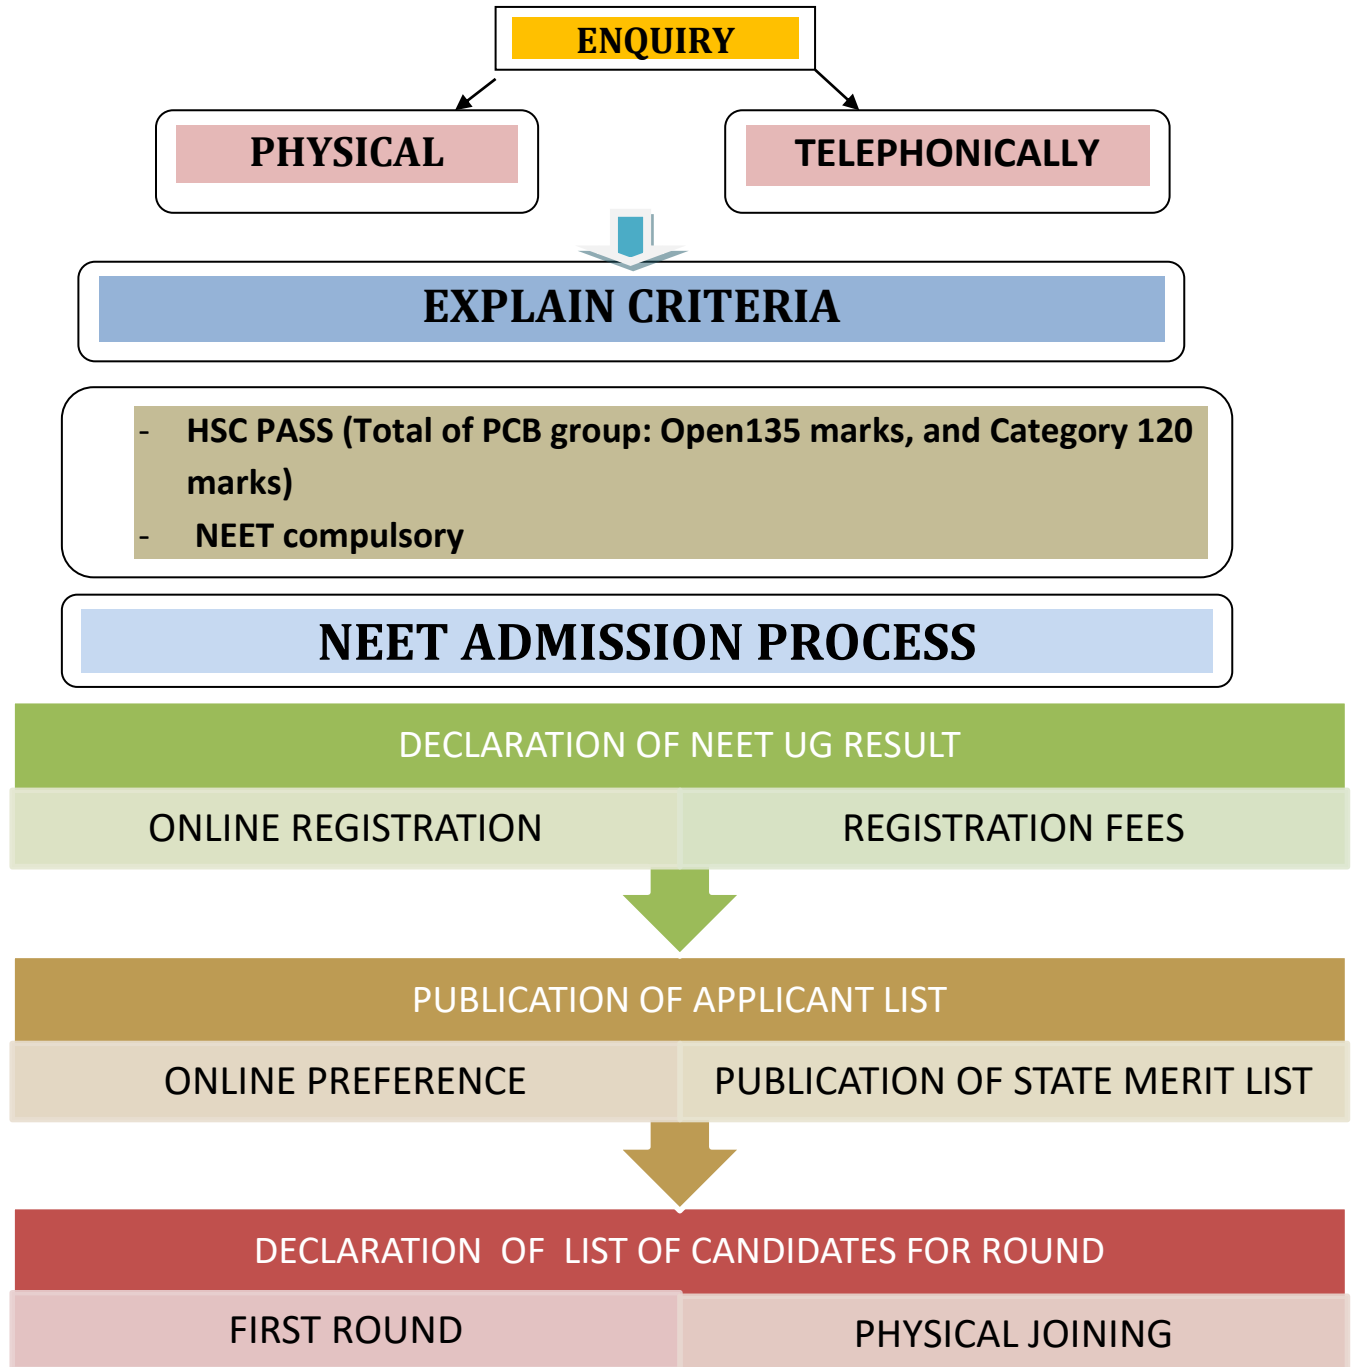 ENQUIRY
PHYSICAL
TELEPHONICALLY
EXPLAIN CRITERIA
- HSC PASS (Total of PCB group: Open135 marks, and Category 120
marks)
- NEET compulsory
NEET ADMISSION PROCESS
DECLARATION OF NEET UG RESULT
ONLINE REGISTRATION
REGISTRATION FEES
PUBLICATION OF APPLICANT LIST
ONLINE PREFERENCE
PUBLICATION OF STATE MERIT LIST
DECLARATION OF LIST OF CANDIDATES FOR ROUND
FIRST ROUND
PHYSICAL JOINING